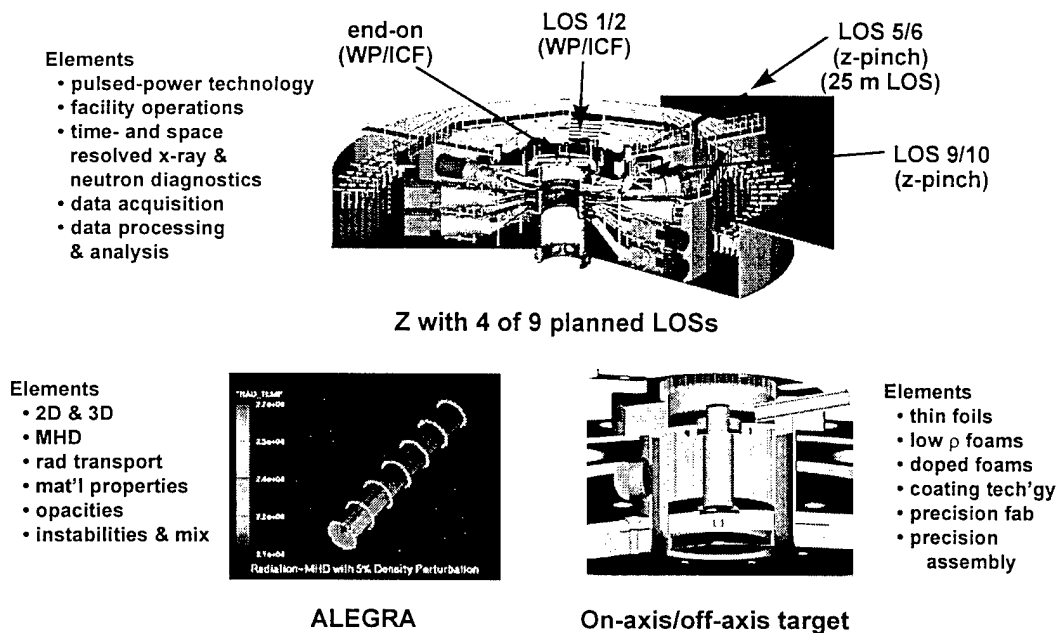 Elements
• pulsed-power technology
• facility operations
• time- and space
resolved x-ray &
neutron diagnostics
• data acquisition
• data processing
& analysis
end-on
(WP/ICF)
LOS 1/2
(WP/ICF)
LOS 5/6
(z-pinch)
(25 m LOS)
LOS 9/10
(z-pinch)
Z with 4 of 9 planned LOSs
Elements
• 2D & 3D
• MHD
• rad transport
• mat'l properties
• opacities
• instabilities & mix
Radiation-MHD with 5% Density Perturbation
ALEGRA
On-axis/off-axis target
Elements
• thin foils
• low ρ foams
• doped foams
• coating tech'gy
• precision fab
• precision
assembly